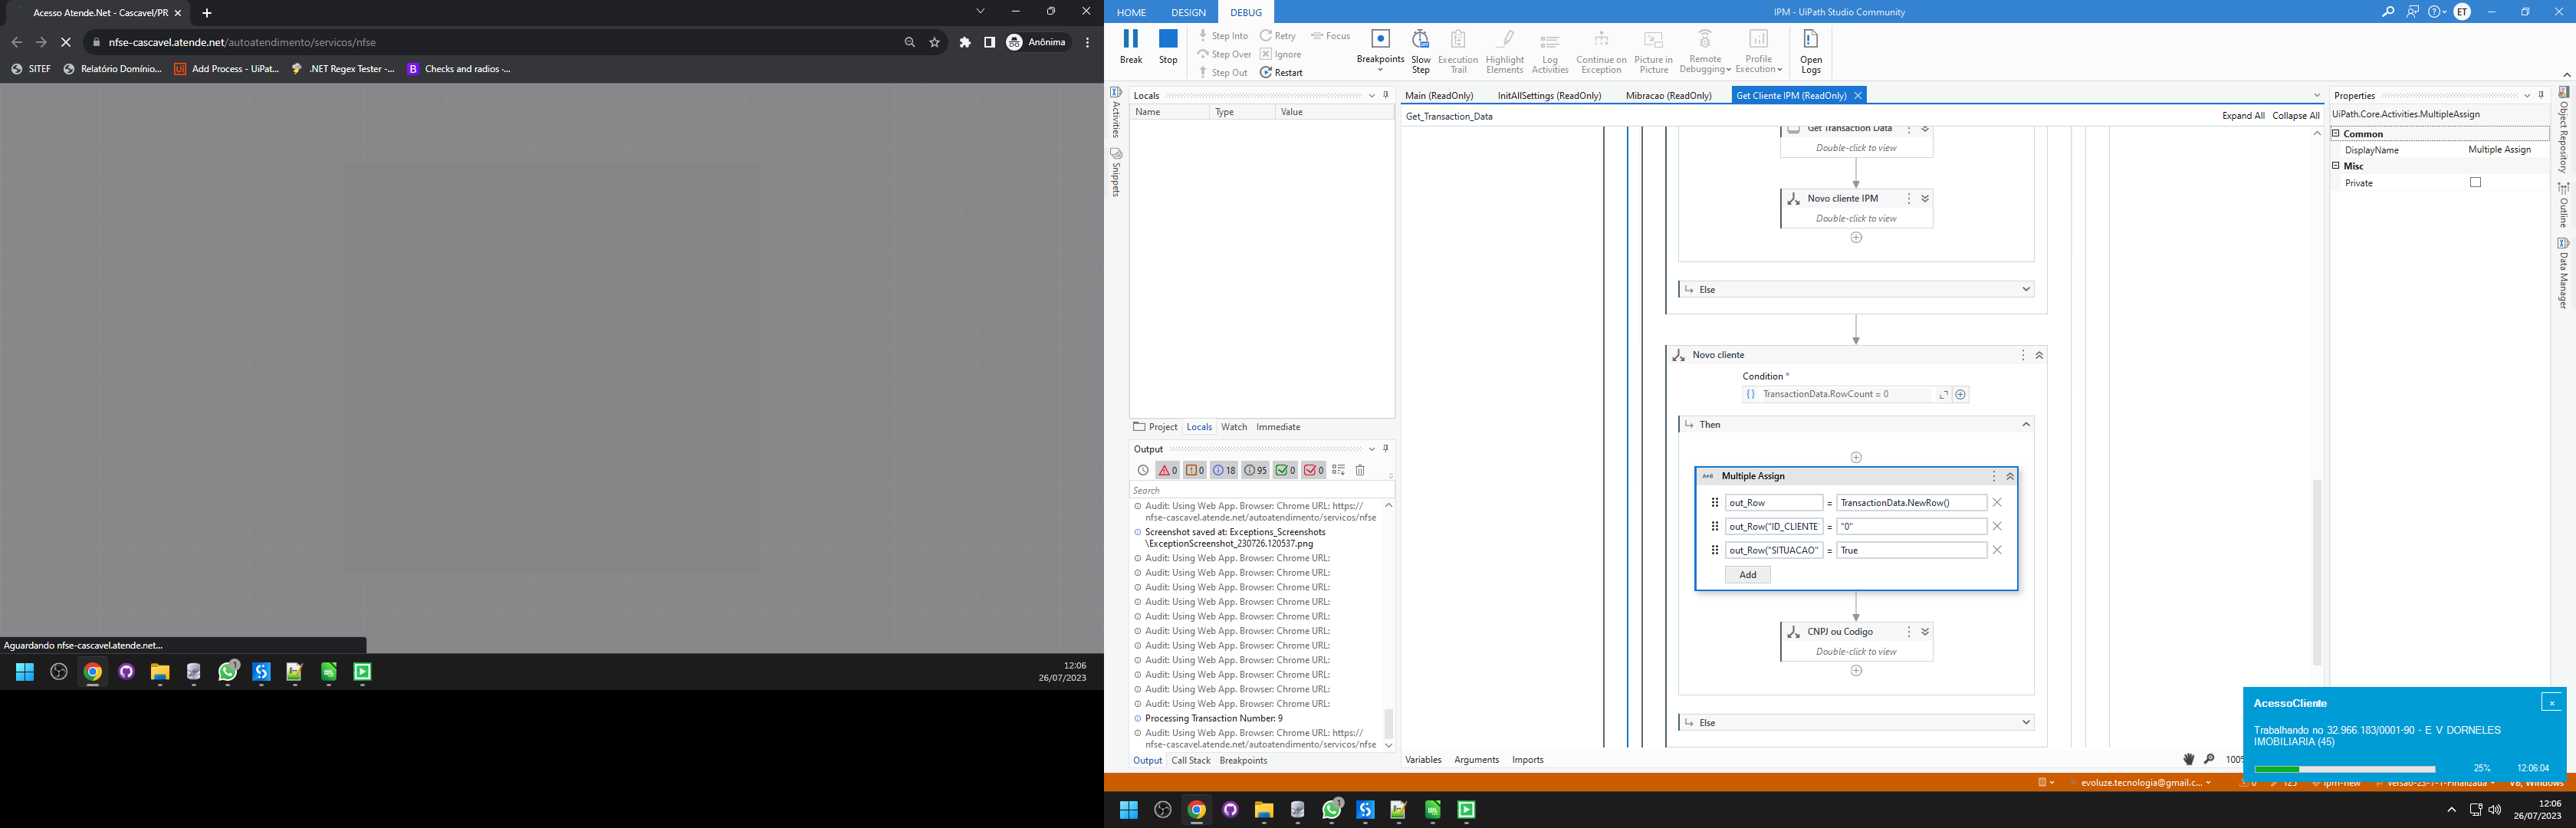 Acesso Atende.Net - Cascavel/PR
nfse-cascavel.atende.net/autoatendimento/servicos/nfse
Anônima
SITEF
Relatório Domínio...
Add Process - UiPat...
.NET Regex Tester -...
Checks and radios ·...
Aguardando nfse-cascavel.atende.net...
12:06
26/07/2023
HOME DESIGN DEBUG
IPM - UiPath Studio Community
ET
Break
Stop
Step Into
Step Over
Step Out
Retry
Ignore
Restart
Focus
Breakpoints
Slow Step
Execution Trail
Highlight Elements
Log Activities
Continue on Exception
Picture in Picture
Remote Debugging
Profile Execution
Open Logs
Activities
Snippets
Locals
Name Type Value
Project Locals Watch Immediate
Output
0 0 18 95 0 0
Search
Audit: Using Web App. Browser: Chrome URL: https://
nfse-cascavel.atende.net/autoatendimento/servicos/nfse
Screenshot saved at: Exceptions_Screenshots
\ExceptionScreenshot_230726.120537.png
Audit: Using Web App. Browser: Chrome URL:
Audit: Using Web App. Browser: Chrome URL:
Audit: Using Web App. Browser: Chrome URL:
Audit: Using Web App. Browser: Chrome URL:
Audit: Using Web App. Browser: Chrome URL:
Audit: Using Web App. Browser: Chrome URL:
Audit: Using Web App. Browser: Chrome URL:
Audit: Using Web App. Browser: Chrome URL:
Audit: Using Web App. Browser: Chrome URL:
Audit: Using Web App. Browser: Chrome URL:
Audit: Using Web App. Browser: Chrome URL:
Processing Transaction Number: 9
Audit: Using Web App. Browser: Chrome URL: https://
nfse-cascavel.atende.net/autoatendimento/servicos/nfse
Output Call Stack Breakpoints
Main (ReadOnly)
InitAllSettings (ReadOnly)
Mibracao (ReadOnly)
Get Cliente IPM (ReadOnly)
Get_Transaction_Data
Expand All Collapse All
Get Transaction Data
Double-click to view
Novo cliente IPM
Double-click to view
Else
Novo cliente
Condition *
TransactionData.RowCount = 0
Then
Multiple Assign
out_Row = TransactionData.NewRow()
out_Row("ID_CLIENTE" = "0"
out_Row("SITUACAO" = True
Add
CNPJ ou Codigo
Double-click to view
Else
Variables Arguments Imports
100%
Properties
UiPath.Core.Activities.MultipleAssign
Common
DisplayName Multiple Assign
Misc
Private
Object Repository
Outline
Data Manager
AcessoCliente
Trabalhando no 32.966.183/0001-90 - E V DORNELES
IMOBILIARIA (45)
25% 12:06:04
evoluze.tecnologia@gmail.c...
12:06
26/07/2023